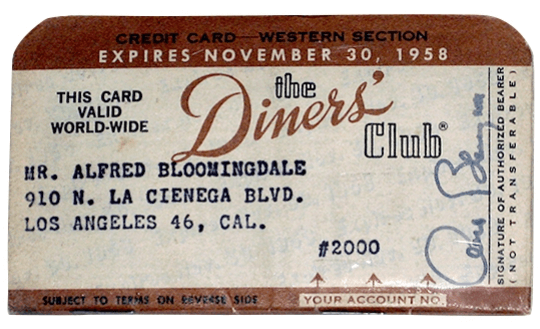 CREDIT CARD—WESTERN SECTION
EXPIRES NOVEMBER 30, 1958
THIS CARD
VALID
WORLD-WIDE
the
Diners'
Club®
MR. ALFRED BLOOMINGDALE
910 N. LA CIENEGA BLVD.
LOS ANGELES 46, CAL.
#2000
SUBJECT TO TERMS ON REVERSE SIDE
YOUR ACCOUNT NO.
SIGNATURE OF AUTHORIZED BEARER
(NOT TRANSFERABLE)